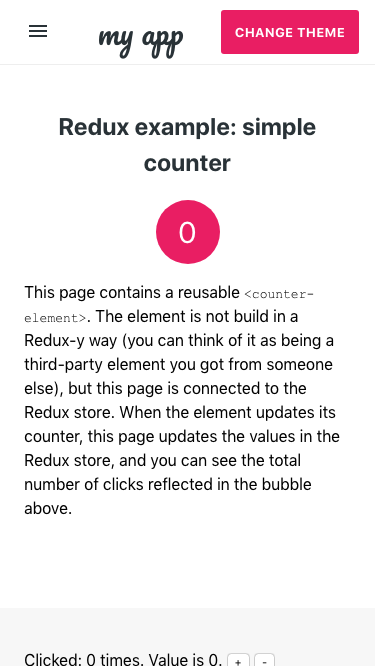 my app
CHANGE THEME
Redux example: simple
counter
0
This page contains a reusable <counter-
element>. The element is not build in a
Redux-y way (you can think of it as being a
third-party element you got from someone
else), but this page is connected to the
Redux store. When the element updates its
counter, this page updates the values in the
Redux store, and you can see the total
number of clicks reflected in the bubble
above.
Clicked: 0 times. Value is 0. + -